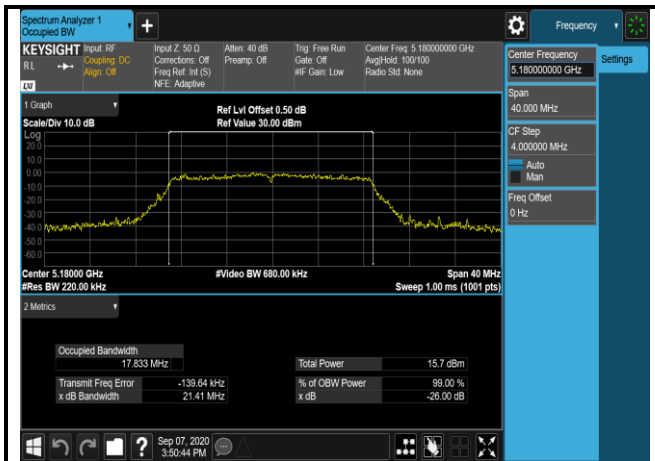 Spectrum Analyzer 1
Occupied BW
+
Frequency
KEYSIGHT
RL
LXI
Input: RF
Coupling: DC
Align: Off
Input Z: 50 Ω
Corrections: Off
Freq Ref: Int (S)
NFE: Adaptive
Atten: 40 dB
Preamp: Off
Trig: Free Run
Gate: Off
#IF Gain: Low
Center Freq: 5.180000000 GHz
Avg|Hold: 100/100
Radio Std: None
Center Frequency
5.180000000 GHz
Settings
Span
40.000 MHz
CF Step
4.000000 MHz
Auto
Man
Freq Offset
0 Hz
1 Graph
Scale/Div 10.0 dB
Ref Lvl Offset 0.50 dB
Ref Value 30.00 dBm
Log
20.0
10.0
0.00
-10.0
-20.0
-30.0
-40.0
-50.0
-60.0
Center 5.18000 GHz
#Video BW 680.00 kHz
Span 40 MHz
#Res BW 220.00 kHz
Sweep 1.00 ms (1001 pts)
2 Metrics
Occupied Bandwidth
17.833 MHz
Total Power 15.7 dBm
Transmit Freq Error -139.64 kHz
% of OBW Power 99.00 %
x dB Bandwidth 21.41 MHz
x dB -26.00 dB
?
Sep 07, 2020
3:50:44 PM